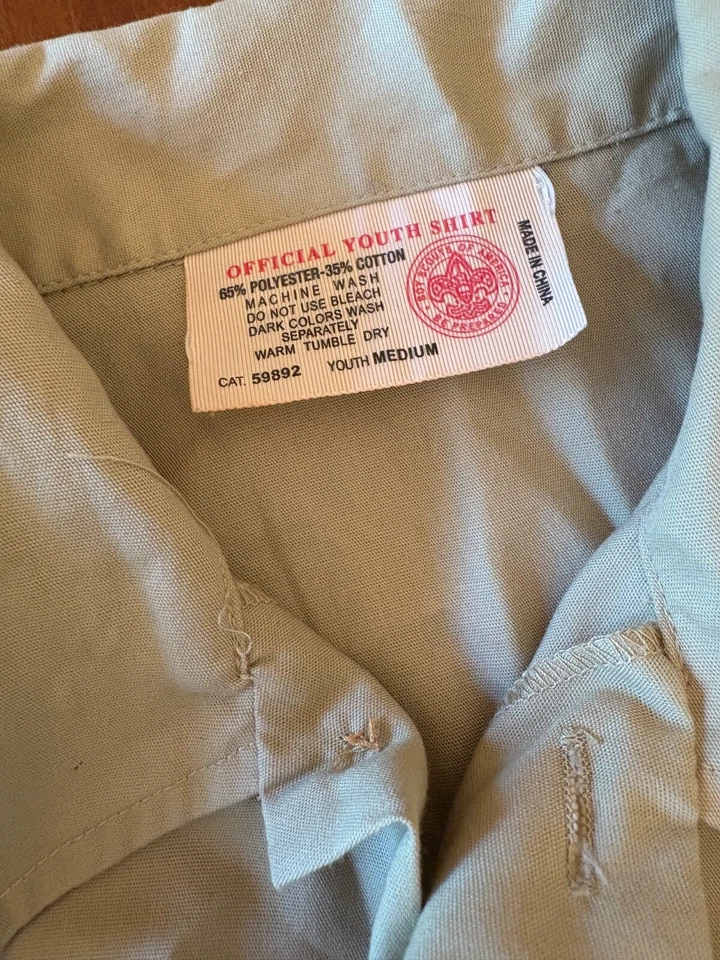 OFFICIAL YOUTH SHIRT
65% POLYESTER-35% COTTON
MACHINE WASH
DO NOT USE BLEACH
DARK COLORS WASH
SEPARATELY
WARM TUMBLE DRY
CAT. 59892 YOUTH MEDIUM
BOY SCOUTS OF AMERICA
BE PREPARED
MADE IN CHINA